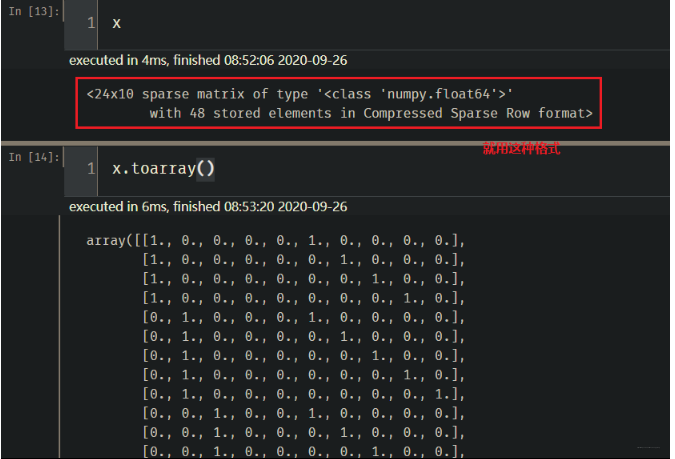 In [13]:
1 x
executed in 4ms, finished 08:52:06 2020-09-26
<24x10 sparse matrix of type '<class 'numpy.float64'>'
with 48 stored elements in Compressed Sparse Row format>
就用这种格式
In [14]:
1 x.toarray()
executed in 6ms, finished 08:53:20 2020-09-26
array([[1., 0., 0., 0., 0., 1., 0., 0., 0., 0.],
[1., 0., 0., 0., 0., 0., 1., 0., 0., 0.],
[1., 0., 0., 0., 0., 0., 0., 1., 0., 0.],
[1., 0., 0., 0., 0., 0., 0., 0., 1., 0.],
[0., 1., 0., 0., 0., 1., 0., 0., 0., 0.],
[0., 1., 0., 0., 0., 0., 1., 0., 0., 0.],
[0., 1., 0., 0., 0., 0., 0., 1., 0., 0.],
[0., 1., 0., 0., 0., 0., 0., 0., 1., 0.],
[0., 1., 0., 0., 0., 0., 0., 0., 0., 1.],
[0., 0., 1., 0., 0., 1., 0., 0., 0., 0.],
[0., 0., 1., 0., 0., 0., 1., 0., 0., 0.],
[0., 0., 1., 0., 0., 0., 0., 1., 0., 0.],